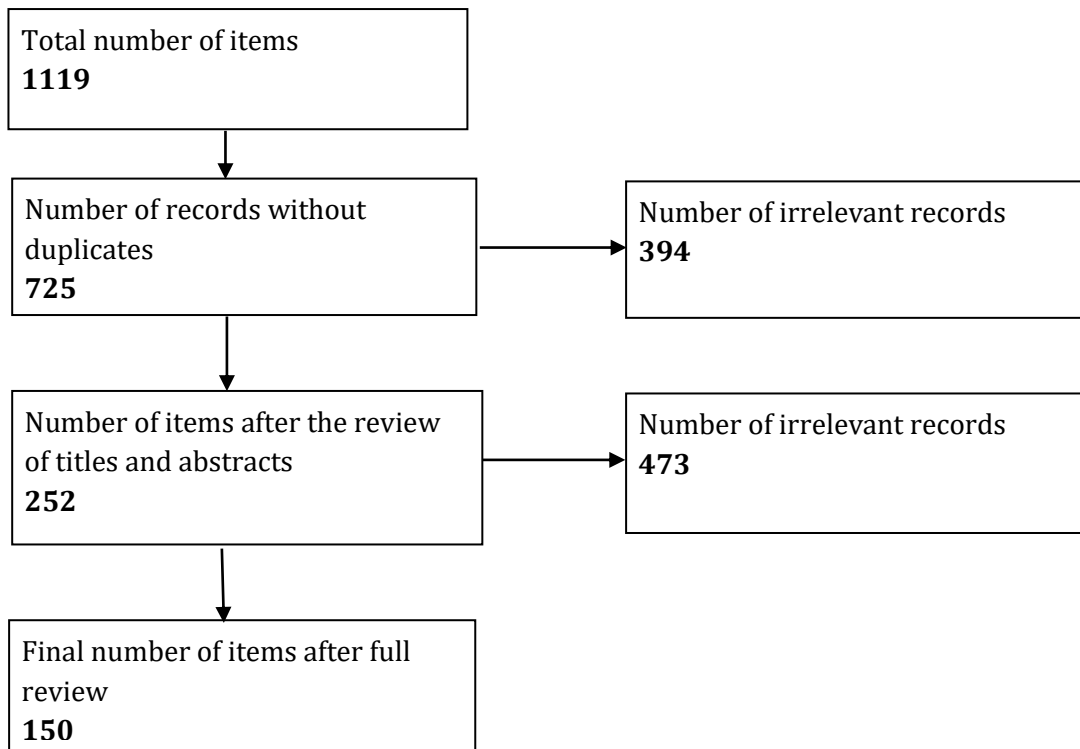 Total number of items
1119
Number of records without
duplicates
725
Number of irrelevant records
394
Number of items after the review
of titles and abstracts
252
Number of irrelevant records
473
Final number of items after full
review
150